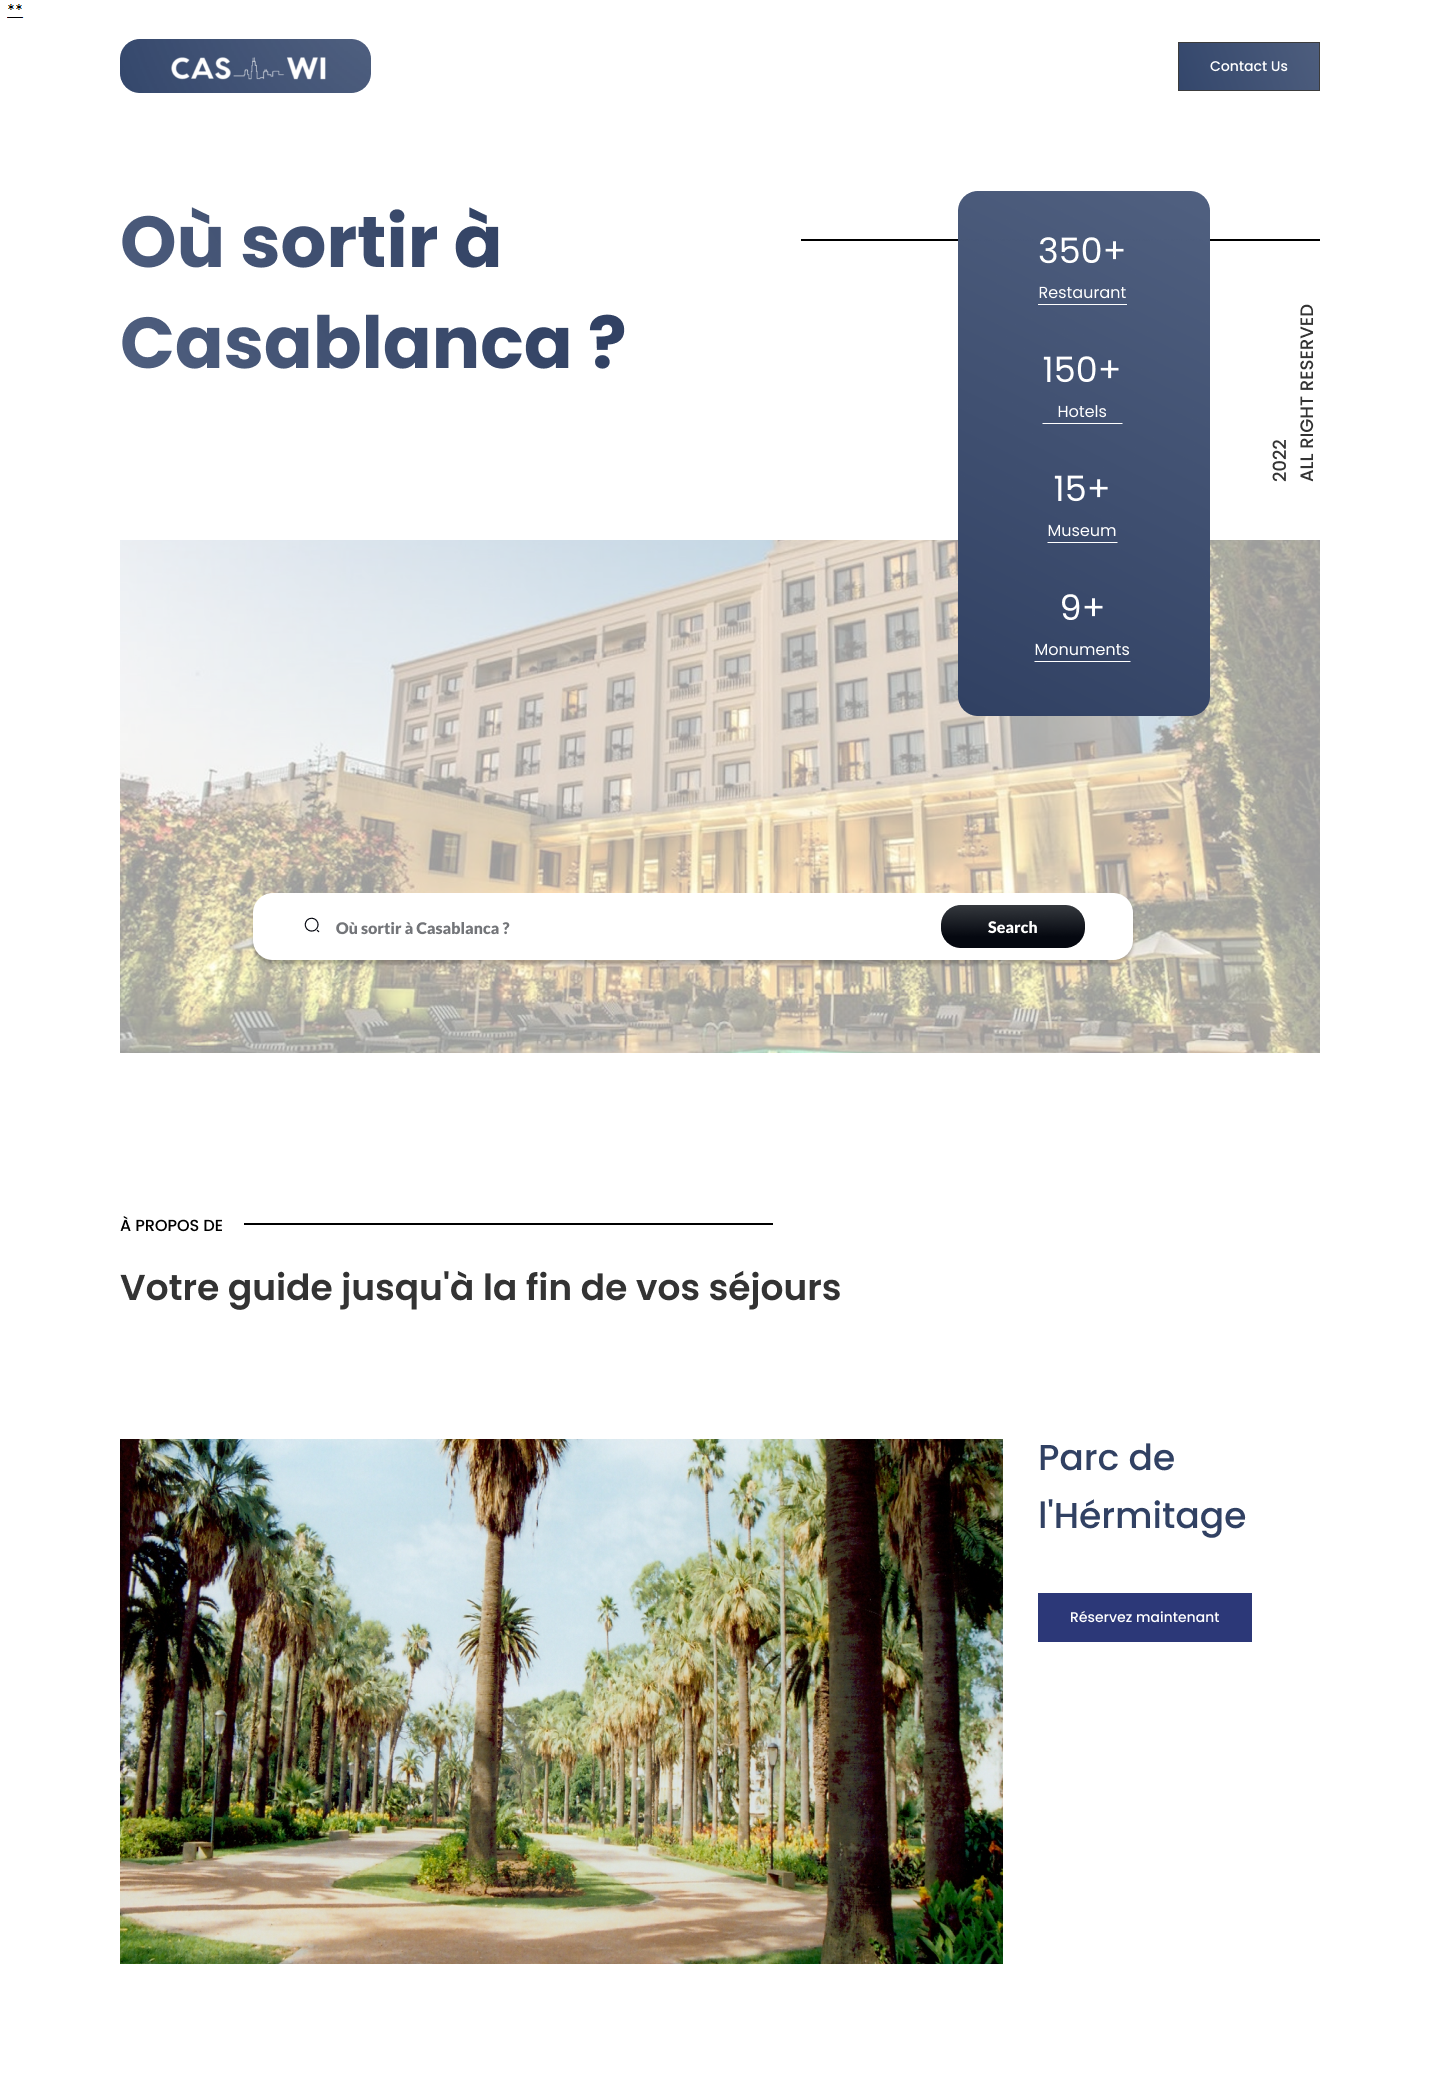 **
CAS WI
Contact Us
Où sortir à
Casablanca ?
350+
Restaurant
150+
Hotels
15+
Museum
9+
Monuments
2022
ALL RIGHT RESERVED
Où sortir à Casablanca ?
Search
À PROPOS DE
Votre guide jusqu'à la fin de vos séjours
Parc de
l'Hérmitage
Réservez maintenant